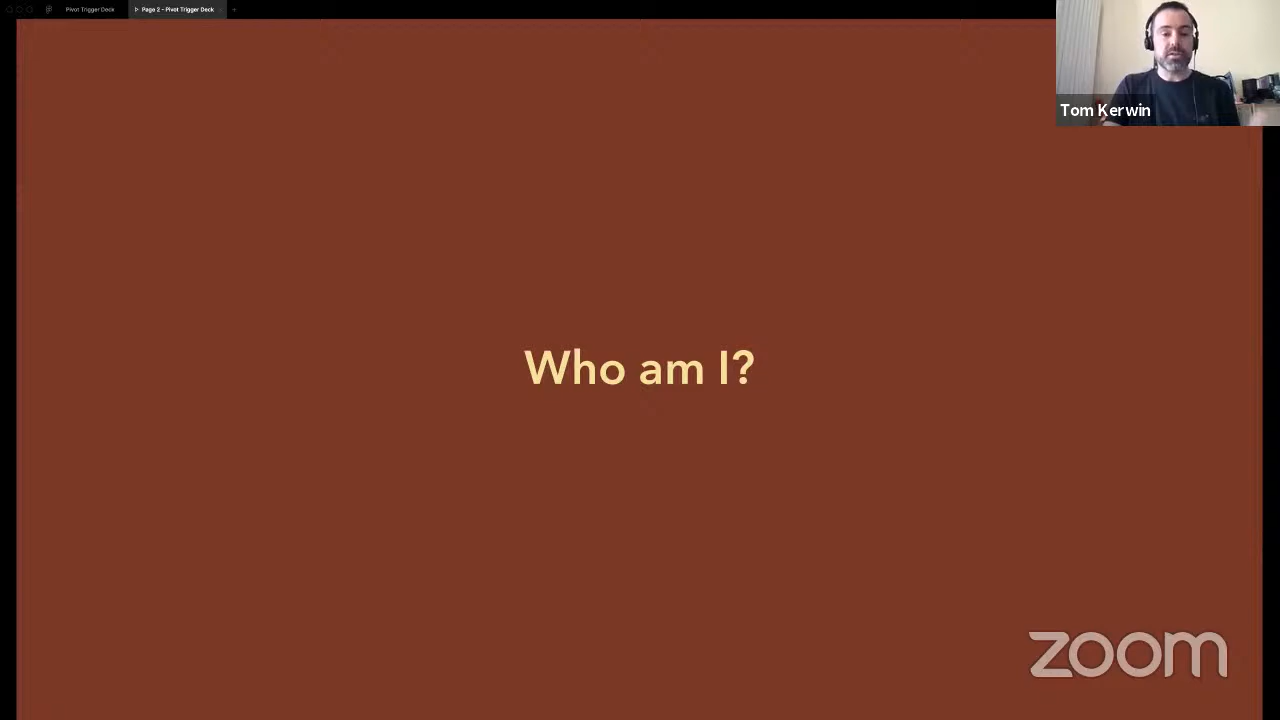 Pivot Trigger Deck
Page 2 – Pivot Trigger Deck
Tom Kerwin
Who am I?
zoom